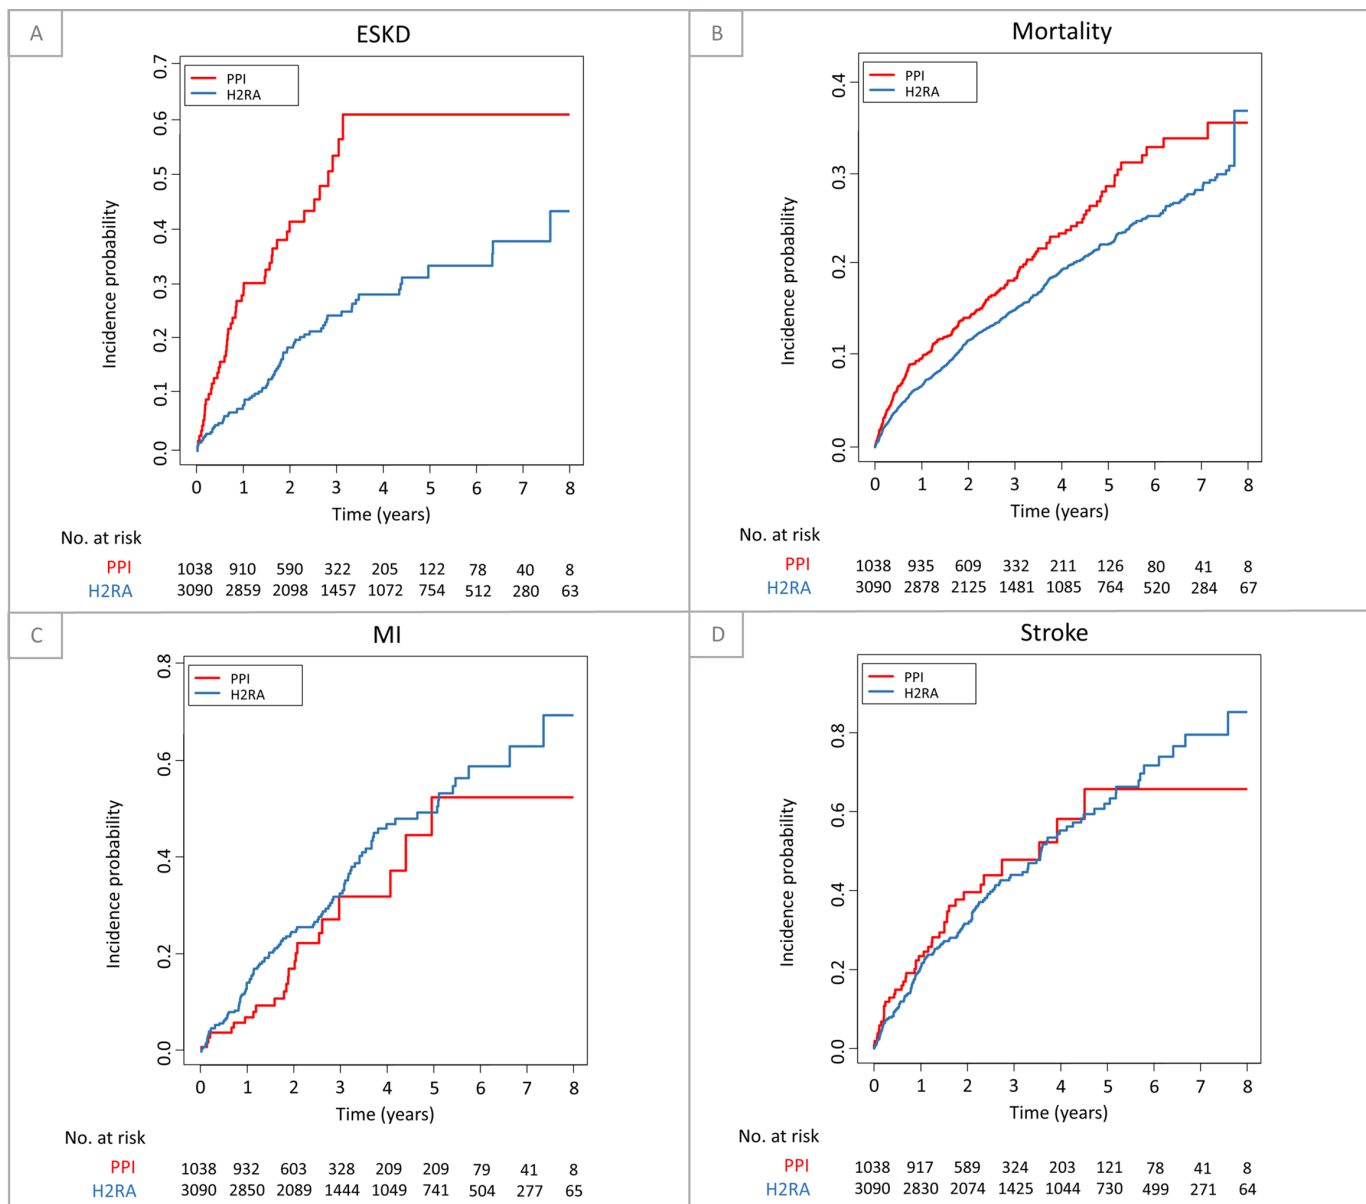 A
ESKD
PPI
H2RA
0.7
0.6
0.5
0.4
0.3
0.2
0.1
0.0
Incidence probability
0 1 2 3 4 5 6 7 8
Time (years)
No. at risk
PPI 1038 910 590 322 205 122 78 40 8
H2RA 3090 2859 2098 1457 1072 754 512 280 63
B
Mortality
PPI
H2RA
0.4
0.3
0.2
0.1
0.0
Incidence probability
0 1 2 3 4 5 6 7 8
Time (years)
No. at risk
PPI 1038 935 609 332 211 126 80 41 8
H2RA 3090 2878 2125 1481 1085 764 520 284 67
C
MI
PPI
H2RA
0.8
0.6
0.4
0.2
0.0
Incidence probability
0 1 2 3 4 5 6 7 8
Time (years)
No. at risk
PPI 1038 932 603 328 209 209 79 41 8
H2RA 3090 2850 2089 1444 1049 741 504 277 65
D
Stroke
PPI
H2RA
0.8
0.6
0.4
0.2
0.0
Incidence probability
0 1 2 3 4 5 6 7 8
Time (years)
No. at risk
PPI 1038 917 589 324 203 121 78 41 8
H2RA 3090 2830 2074 1425 1044 730 499 271 64